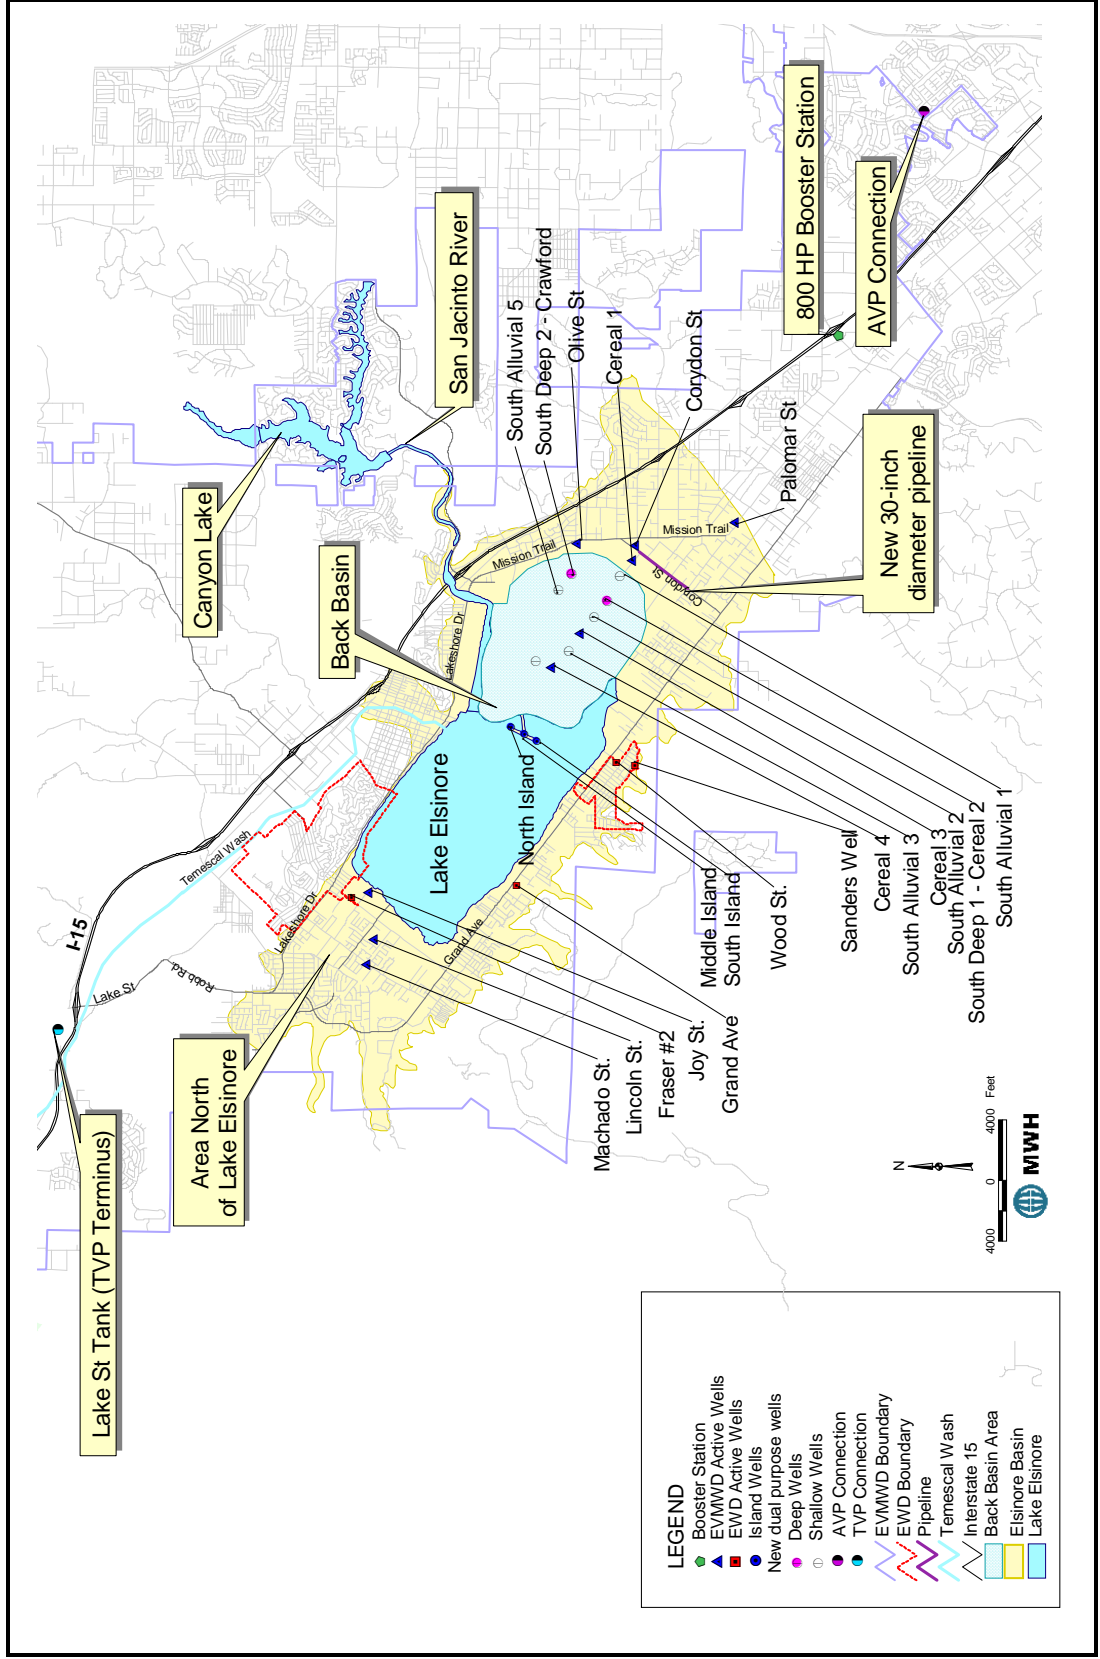 Lake St Tank (TVP Terminus)
Area North
of Lake Elsinore
Canyon Lake
Back Basin
San Jacinto River
800 HP Booster Station
AVP Connection
New 30-inch
diameter pipeline
I-15
Temescal Wash
Lake St
Robb Rd
Lakeshore Dr
Lakeshore Dr
Grand Ave
Mission Trail
Mission Trail
Corydon St
Lake Elsinore
North Island
South Alluvial 5
South Deep 2 - Crawford
Olive St
Cereal 1
Corydon St
Palomar St
Machado St.
Lincoln St.
Fraser #2
Joy St.
Grand Ave
Middle Island
South Island
Wood St.
Sanders Well
Cereal 4
South Alluvial 3
Cereal 3
South Alluvial 2
South Deep 1 - Cereal 2
South Alluvial 1
N
4000
0
4000
Feet
MWH
LEGEND
Booster Station
EVMWD Active Wells
EWD Active Wells
Island Wells
New dual purpose wells
Deep Wells
Shallow Wells
AVP Connection
TVP Connection
EVMWD Boundary
EWD Boundary
Pipeline
Temescal Wash
Interstate 15
Back Basin Area
Elsinore Basin
Lake Elsinore